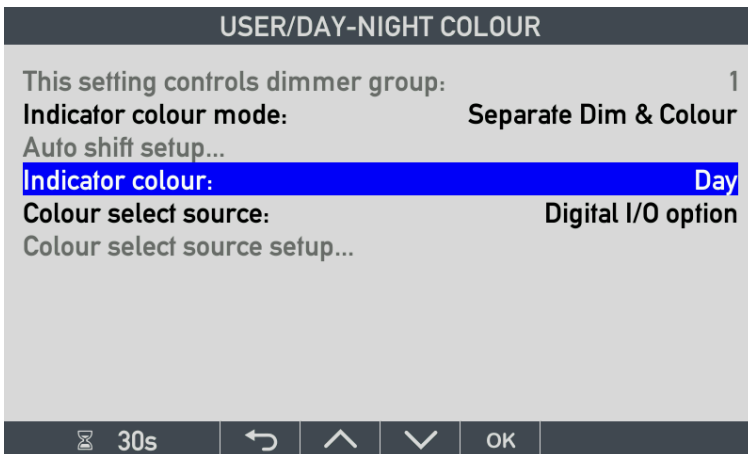 USER/DAY-NIGHT COLOUR
This setting controls dimmer group: 1
Indicator colour mode: Separate Dim & Colour
Auto shift setup...
Indicator colour: Day
Colour select source: Digital I/O option
Colour select source setup...
30s OK